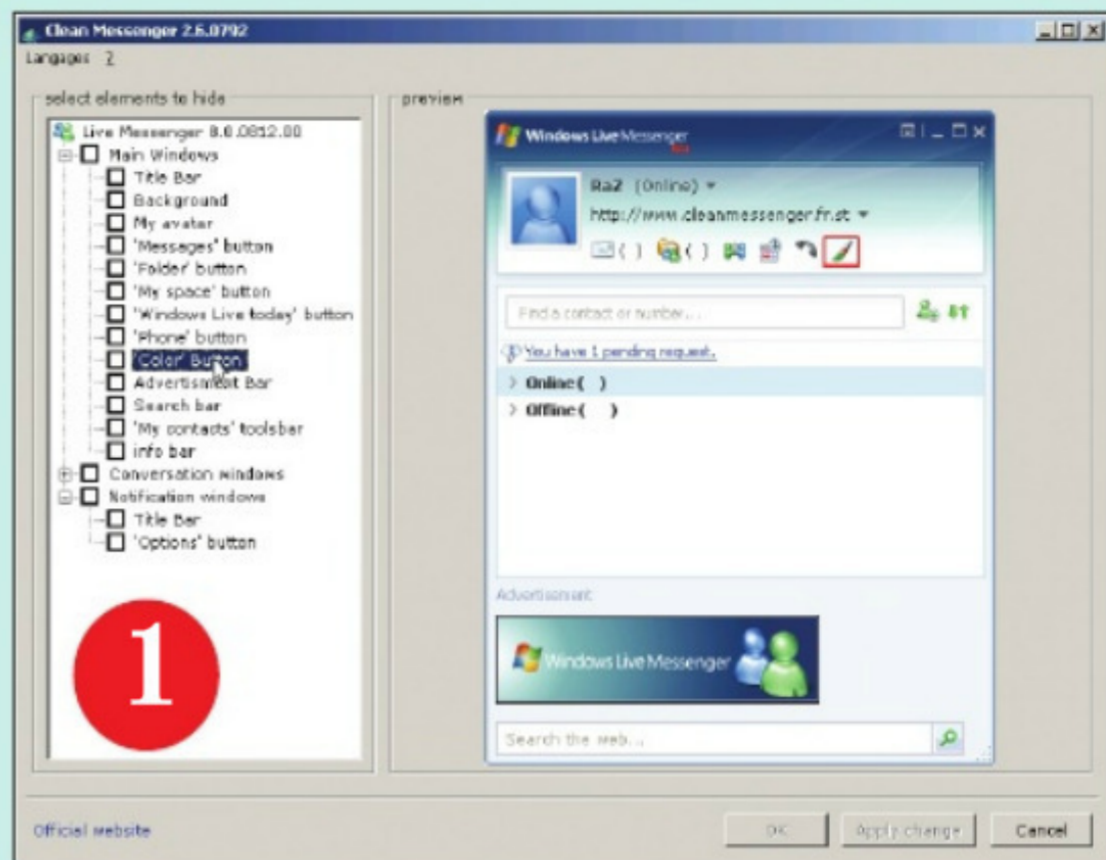 Clean Messenger 2.6.0792
Langages ?
select elements to hide
Live Messenger 8.0.0812.00
Main Windows
Title Bar
Background
My avatar
'Messages' button
'Folder' button
'My space' button
'Windows Live today' button
'Phone' button
'Color' Button
Advertisment Bar
Search bar
'My contacts' toolsbar
info bar
Conversation windows
Notification windows
Title Bar
'Options' button
1
preview
Windows Live Messenger
RaZ (Online)
http://www.cleanmessenger.fr.st
( ) ( )
Find a contact or number...
You have 1 pending request.
Online( )
Offline( )
Advertisement
Windows Live Messenger
Search the web...
Official website
OK Apply change Cancel